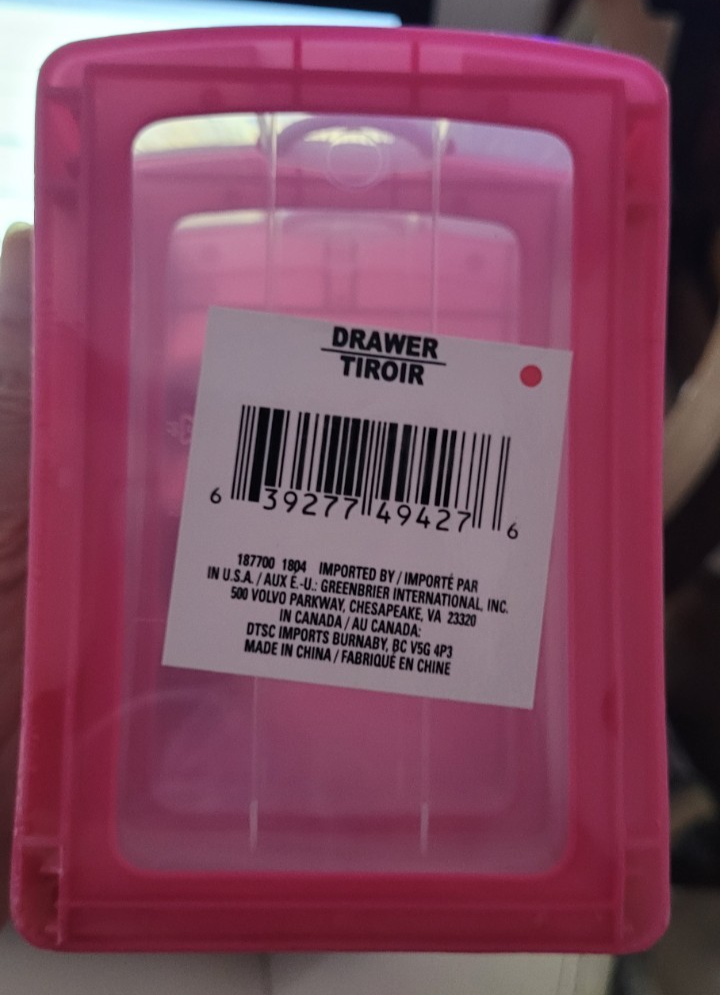 DRAWER
TIROIR
6 39277 49427 6
187700 1804 IMPORTED BY / IMPORTÉ PAR
IN U.S.A. / AUX É.-U.: GREENBRIER INTERNATIONAL, INC.
500 VOLVO PARKWAY, CHESAPEAKE, VA 23320
IN CANADA / AU CANADA:
DTSC IMPORTS BURNABY, BC V5G 4P3
MADE IN CHINA / FABRIQUÉ EN CHINE